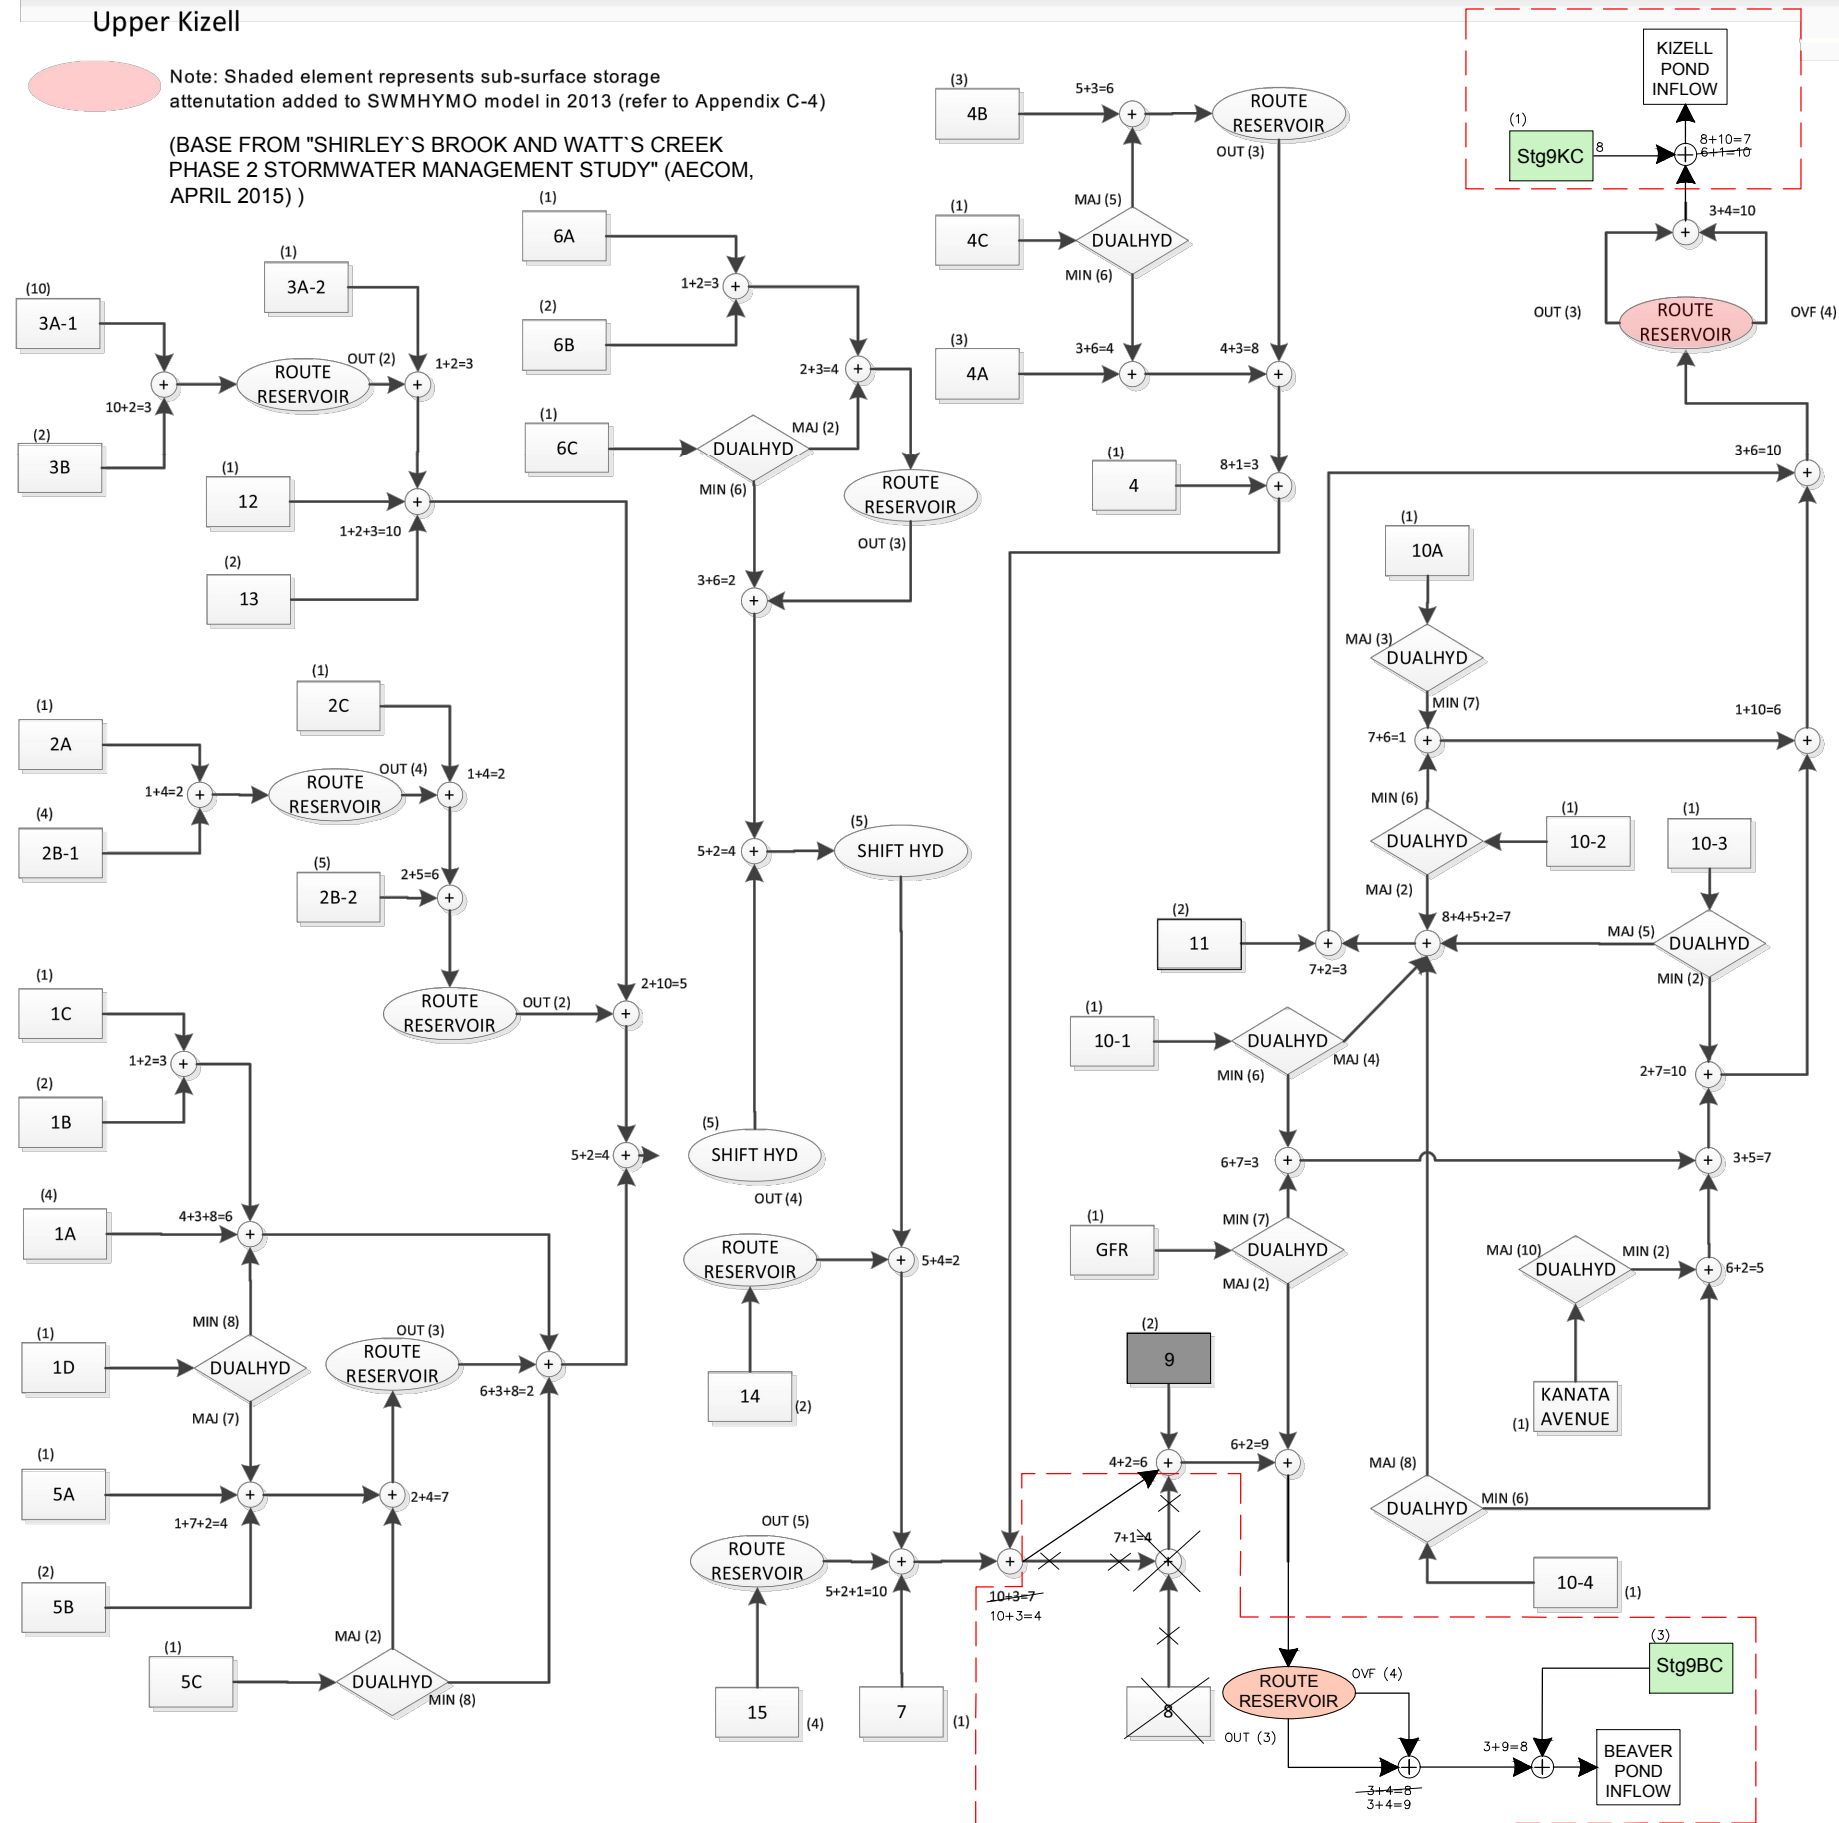 Upper Kizell
Note: Shaded element represents sub-surface storage
attenutation added to SWMHYMO model in 2013 (refer to Appendix C-4)
(BASE FROM "SHIRLEY`S BROOK AND WATT`S CREEK
PHASE 2 STORMWATER MANAGEMENT STUDY" (AECOM,
APRIL 2015) )
(10)
3A-1
(1)
3A-2
(2)
3B
10+2=3
ROUTE
RESERVOIR
OUT (2)
1+2=3
(1)
12
1+2+3=10
(2)
13
(1)
2A
(4)
2B-1
1+4=2
ROUTE
RESERVOIR
OUT (4)
(1)
2C
1+4=2
(5)
2B-2
2+5=6
ROUTE
RESERVOIR
OUT (2)
2+10=5
(1)
1C
(2)
1B
1+2=3
(4)
1A
4+3+8=6
5+2=4
(1)
1D
MIN (8)
DUALHYD
MAJ (7)
OUT (3)
ROUTE
RESERVOIR
6+3+8=2
(1)
5A
1+7+2=4
2+4=7
(2)
5B
(1)
5C
MAJ (2)
DUALHYD
MIN (8)
(1)
6A
(2)
6B
1+2=3
(1)
6C
DUALHYD
MAJ (2)
MIN (6)
2+3=4
ROUTE
RESERVOIR
OUT (3)
3+6=2
5+2=4
(5)
SHIFT HYD
(5)
SHIFT HYD
OUT (4)
ROUTE
RESERVOIR
5+4=2
14
(2)
OUT (5)
ROUTE
RESERVOIR
5+2+1=10
15
(4)
7
(1)
(3)
4B
5+3=6
ROUTE
RESERVOIR
OUT (3)
(1)
4C
MAJ (5)
DUALHYD
MIN (6)
(3)
4A
3+6=4
4+3=8
(1)
4
8+1=3
10+3=7
10+3=4
7+1=4
8
(2)
9
4+2=6
6+2=9
(2)
11
7+2=3
(1)
10-1
DUALHYD
MAJ (4)
MIN (6)
6+7=3
(1)
GFR
MIN (7)
DUALHYD
MAJ (2)
(1)
10A
MAJ (3)
DUALHYD
MIN (7)
7+6=1
MIN (6)
DUALHYD
MAJ (2)
(1)
10-2
(1)
10-3
8+4+5+2=7
MAJ (5)
DUALHYD
MIN (2)
2+7=10
3+5=7
MAJ (10)
DUALHYD
MIN (2)
6+2=5
KANATA
AVENUE
(1)
MAJ (8)
DUALHYD
MIN (6)
10-4
(1)
1+10=6
3+6=10
OUT (3)
ROUTE
RESERVOIR
OVF (4)
3+4=10
(1)
Stg9KC
8
8+10=7
6+1=10
KIZELL
POND
INFLOW
ROUTE
RESERVOIR
OVF (4)
OUT (3)
3+4=8
3+4=9
3+9=8
(3)
Stg9BC
BEAVER
POND
INFLOW